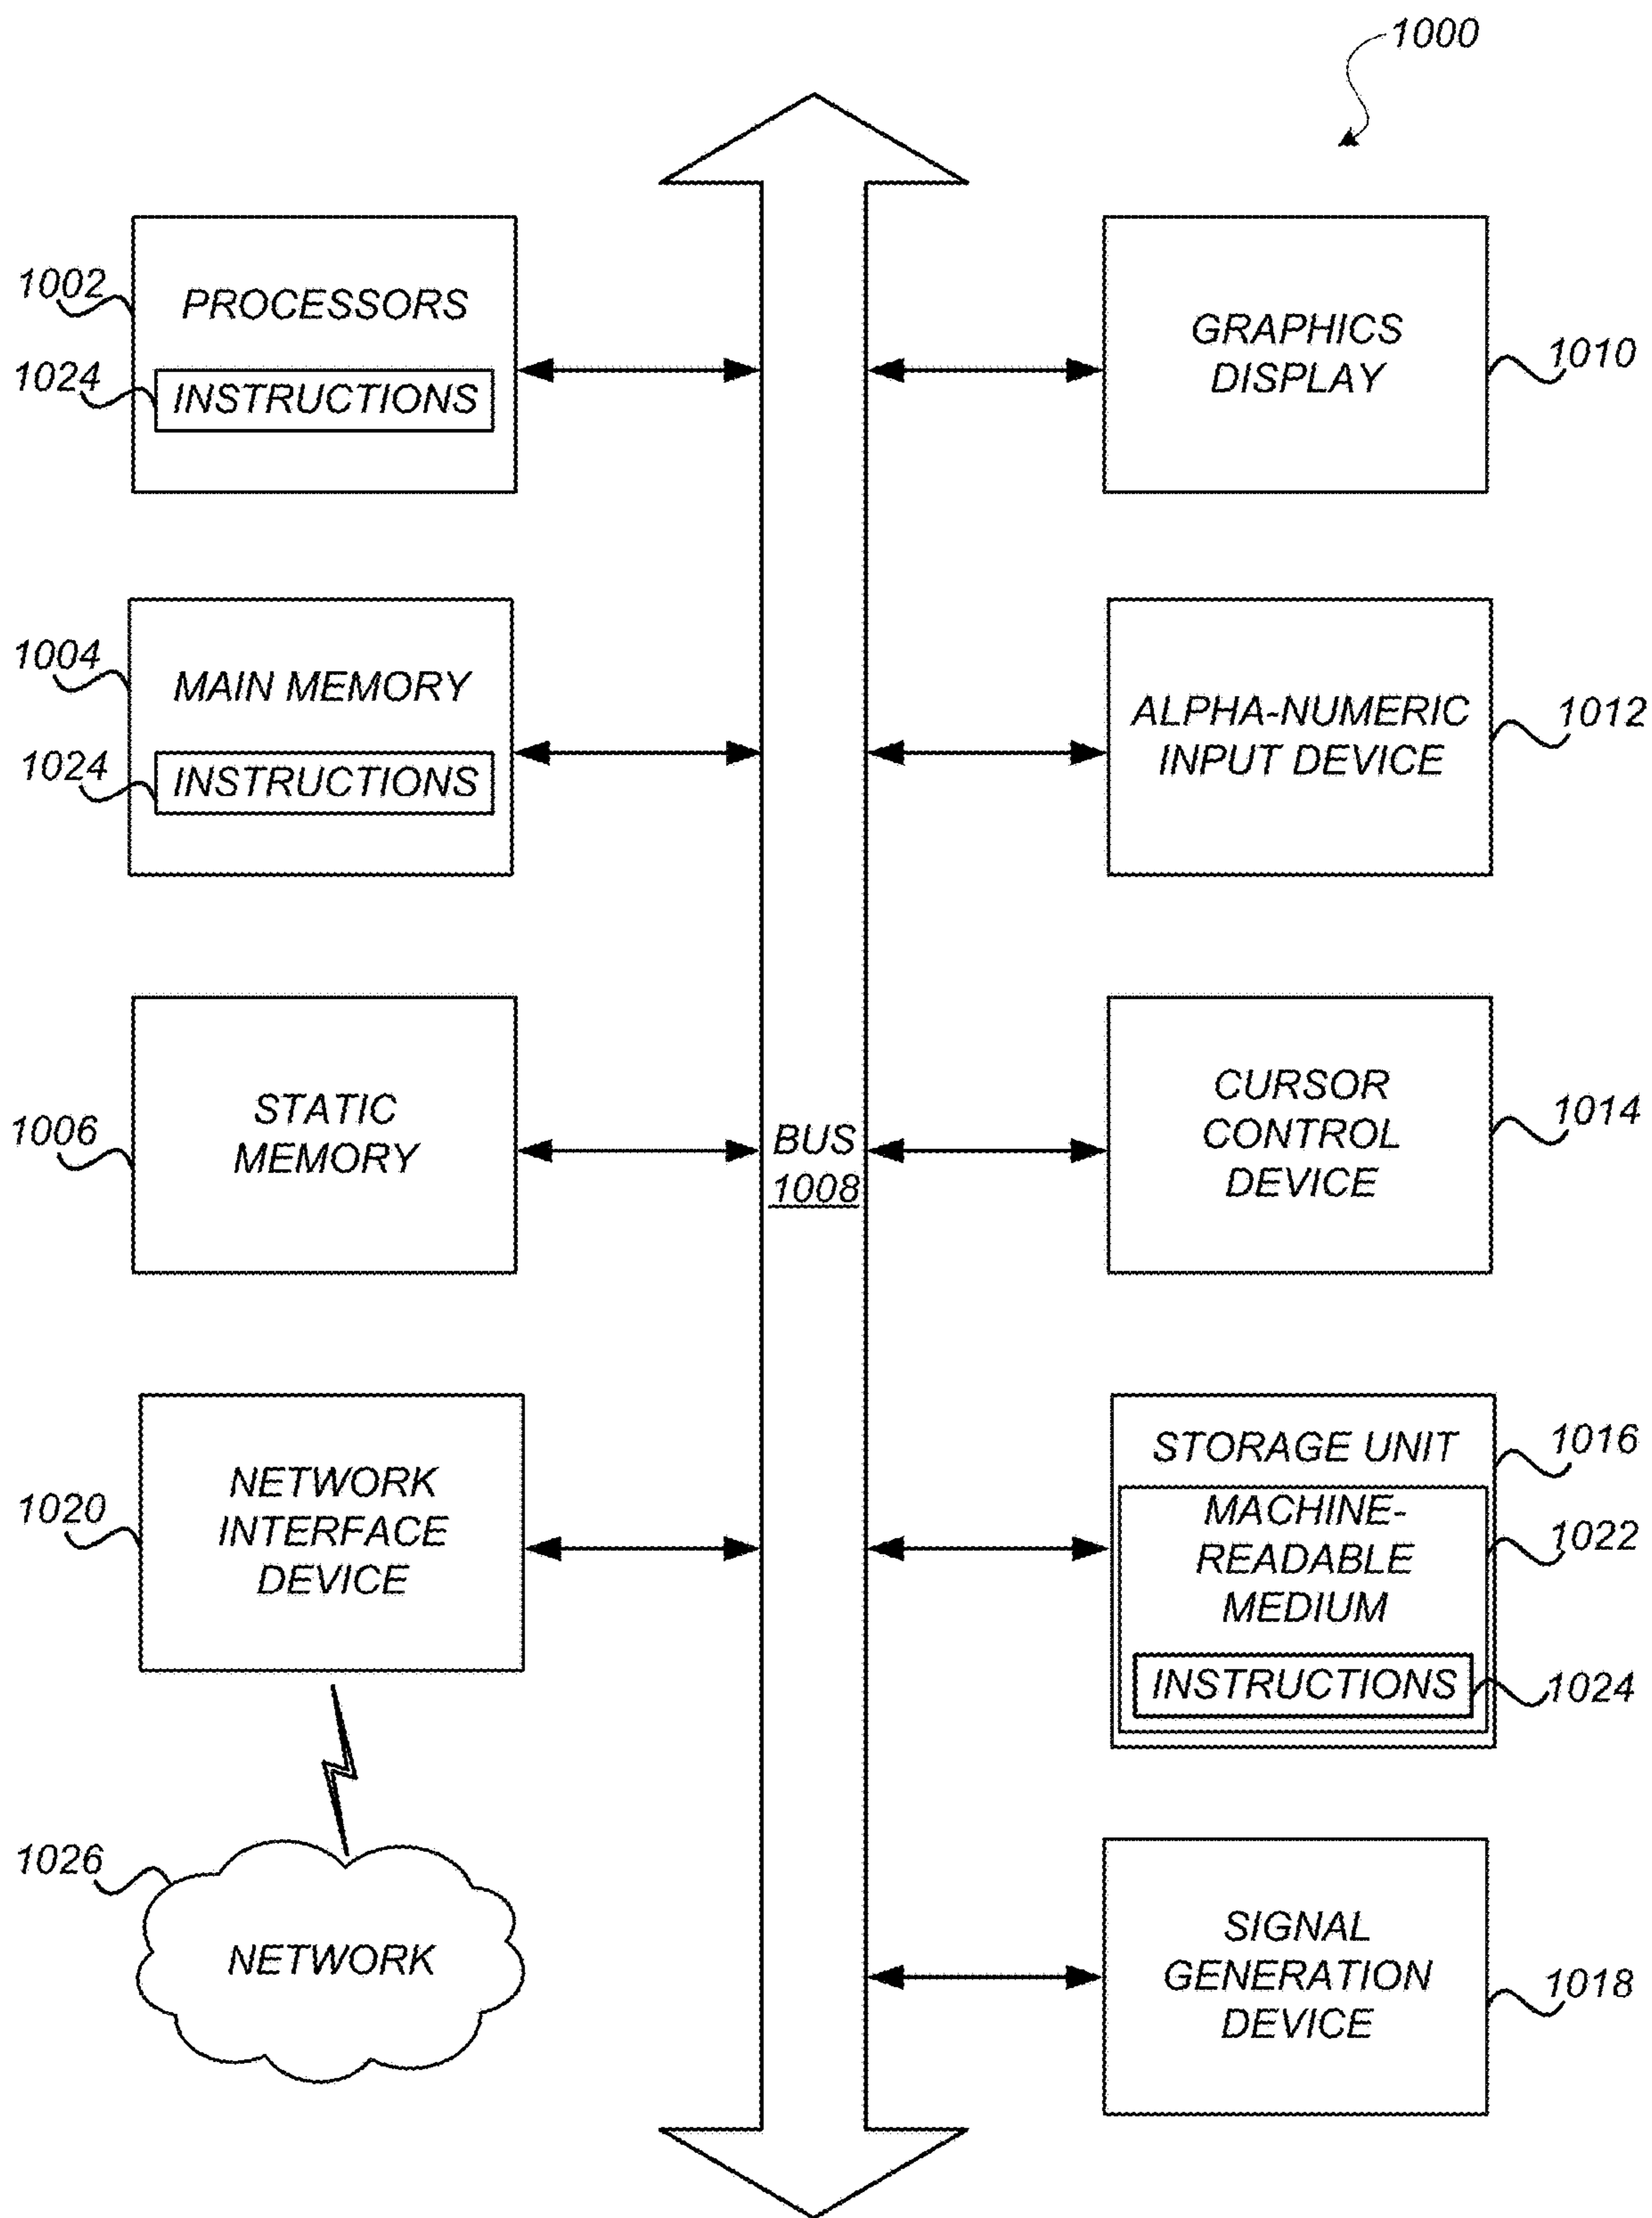 1000
1002
PROCESSORS
1024
INSTRUCTIONS
GRAPHICS
DISPLAY
1010
1004
MAIN MEMORY
1024
INSTRUCTIONS
ALPHA-NUMERIC
INPUT DEVICE
1012
1006
STATIC
MEMORY
BUS
1008
CURSOR
CONTROL
DEVICE
1014
1020
NETWORK
INTERFACE
DEVICE
STORAGE UNIT
1016
MACHINE-
READABLE
MEDIUM
1022
INSTRUCTIONS
1024
1026
NETWORK
SIGNAL
GENERATION
DEVICE
1018